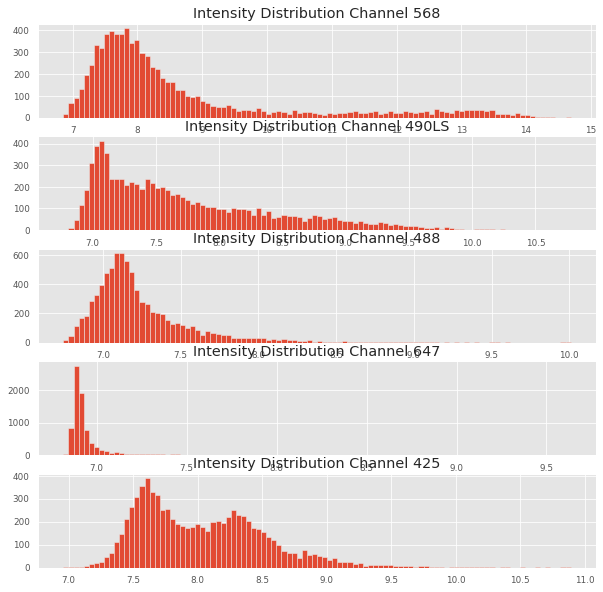 Intensity Distribution Channel 568
400
300
200
100
0
7 8 9 10 11 12 13 14 15
Intensity Distribution Channel 490LS
400
300
200
100
0
7.0 7.5 8.0 8.5 9.0 9.5 10.0 10.5
Intensity Distribution Channel 488
600
400
200
0
7.0 7.5 8.0 8.5 9.0 9.5 10.0
Intensity Distribution Channel 647
2000
1000
0
7.0 7.5 8.0 8.5 9.0 9.5
Intensity Distribution Channel 425
400
300
200
100
0
7.0 7.5 8.0 8.5 9.0 9.5 10.0 10.5 11.0